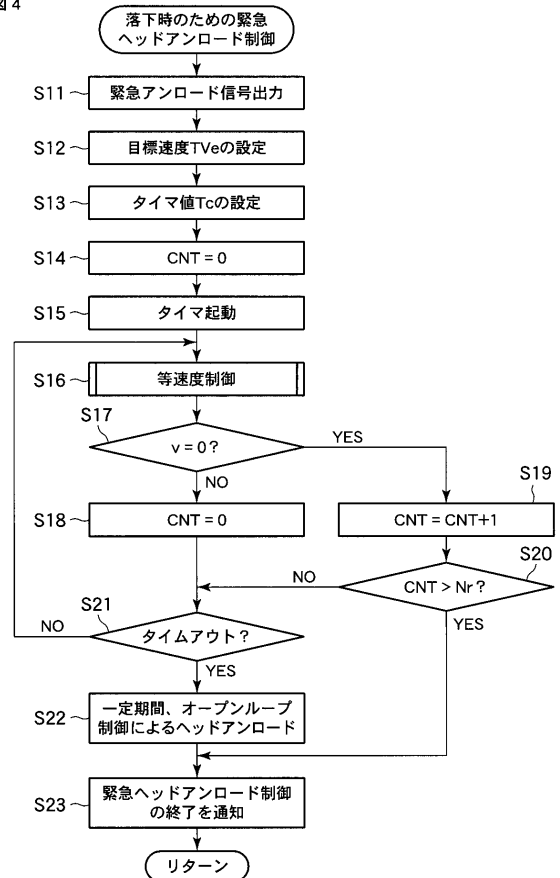 図4
落下時のための緊急
ヘッドアンロード制御
S11
緊急アンロード信号出力
S12
目標速度TVeの設定
S13
タイマ値Tcの設定
S14
CNT = 0
S15
タイマ起動
S16
等速度制御
S17
v = 0?
YES
NO
S18
CNT = 0
S19
CNT = CNT+1
S20
CNT > Nr?
NO
YES
S21
タイムアウト?
NO
YES
S22
一定期間、オープンループ
制御によるヘッドアンロード
S23
緊急ヘッドアンロード制御
の終了を通知
リターン